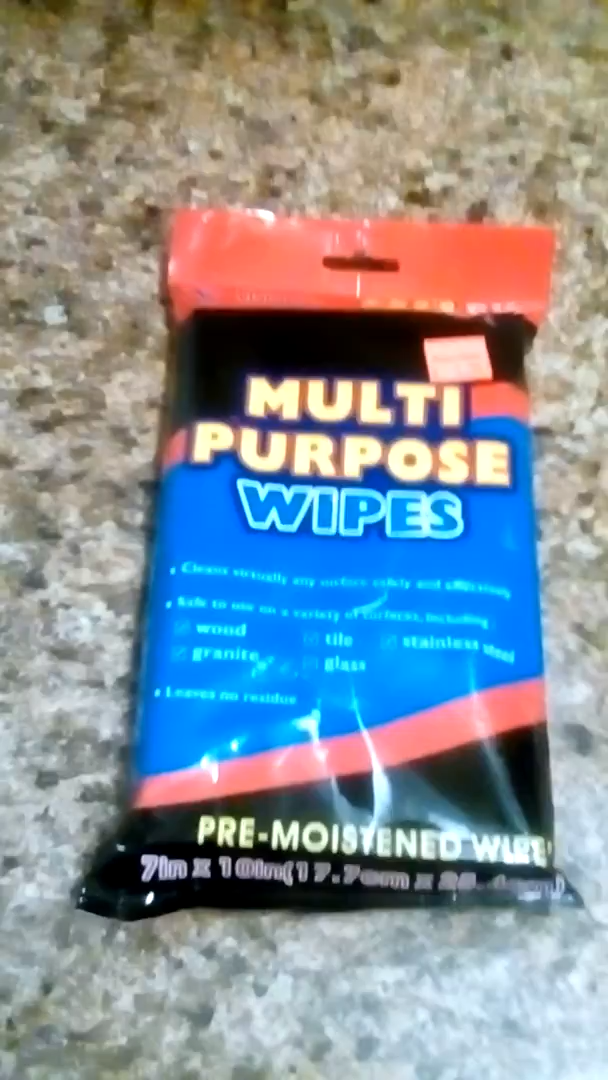 MULTI
PURPOSE
WIPES
Cleans virtually any surface safely and effectively
Safe to use on a variety of surfaces, including:
wood
tile
stainless steel
granite
glass
Leaves no residue
PRE-MOISTENED WIPE
7in x 10in(17.7cm x